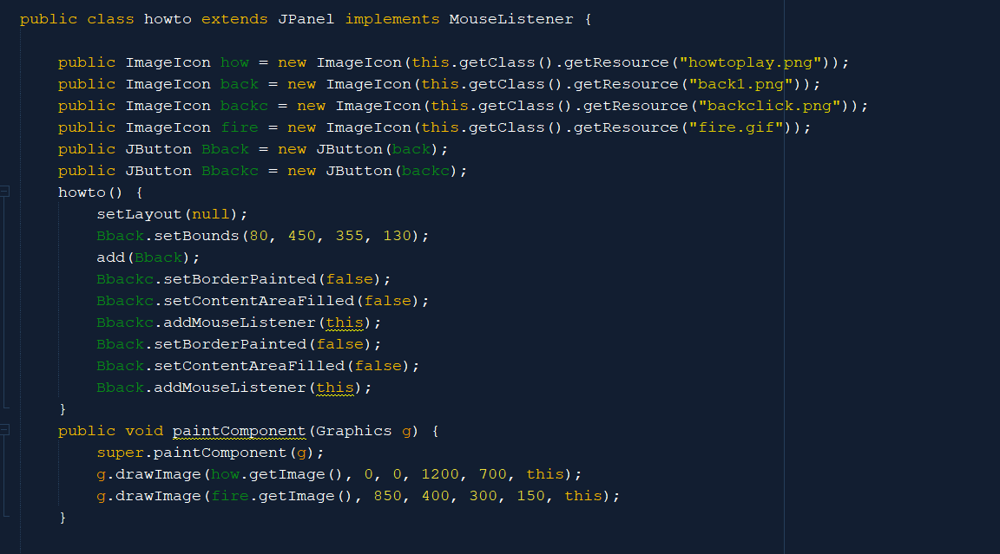 public class howto extends JPanel implements MouseListener {
public ImageIcon how = new ImageIcon(this.getClass().getResource("howtoplay.png"));
public ImageIcon back = new ImageIcon(this.getClass().getResource("back1.png"));
public ImageIcon backc = new ImageIcon(this.getClass().getResource("backclick.png"));
public ImageIcon fire = new ImageIcon(this.getClass().getResource("fire.gif"));
public JButton Bback = new JButton(back);
public JButton Bbackc = new JButton(backc);
howto() {
setLayout(null);
Bback.setBounds(80, 450, 355, 130);
add(Bback);
Bbackc.setBorderPainted(false);
Bbackc.setContentAreaFilled(false);
Bbackc.addMouseListener(this);
Bback.setBorderPainted(false);
Bback.setContentAreaFilled(false);
Bback.addMouseListener(this);
}
public void paintComponent(Graphics g) {
super.paintComponent(g);
g.drawImage(how.getImage(), 0, 0, 1200, 700, this);
g.drawImage(fire.getImage(), 850, 400, 300, 150, this);
}